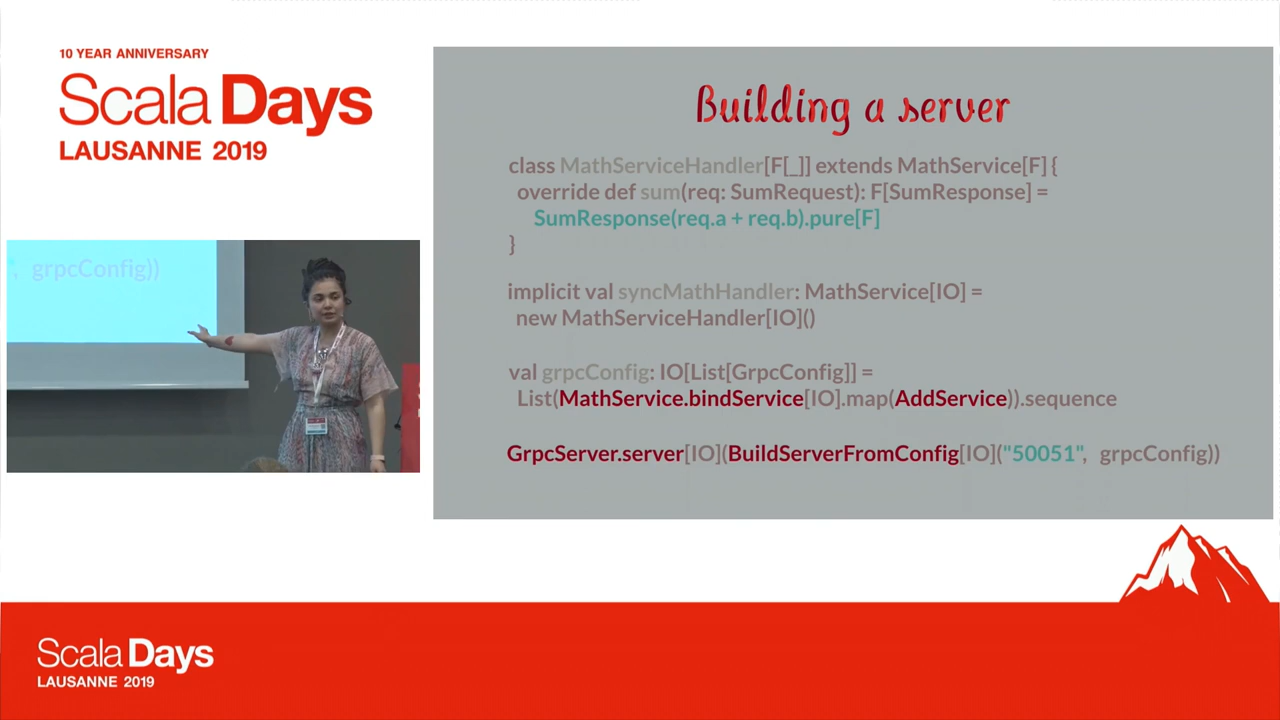 10 YEAR ANNIVERSARY
Scala Days
LAUSANNE 2019
", grpcConfig))
Building a server
class MathServiceHandler[F[_]] extends MathService[F] {
override def sum(req: SumRequest): F[SumResponse] =
SumResponse(req.a + req.b).pure[F]
}
implicit val syncMathHandler: MathService[IO] =
new MathServiceHandler[IO]()
val grpcConfig: IO[List[GrpcConfig]] =
List(MathService.bindService[IO].map(AddService)).sequence
GrpcServer.server[IO](BuildServerFromConfig[IO]("50051", grpcConfig))
Scala Days
LAUSANNE 2019